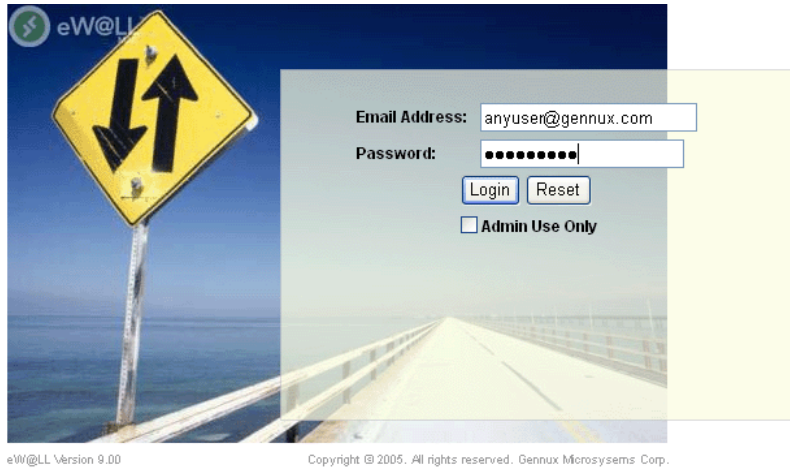 eW@LL
Email Address: anyuser@gennux.com
Password: •••••••••
Login Reset
Admin Use Only
eW@LL Version 9.00
Copyright © 2005. All rights reserved. Gennux Microsysems Corp.